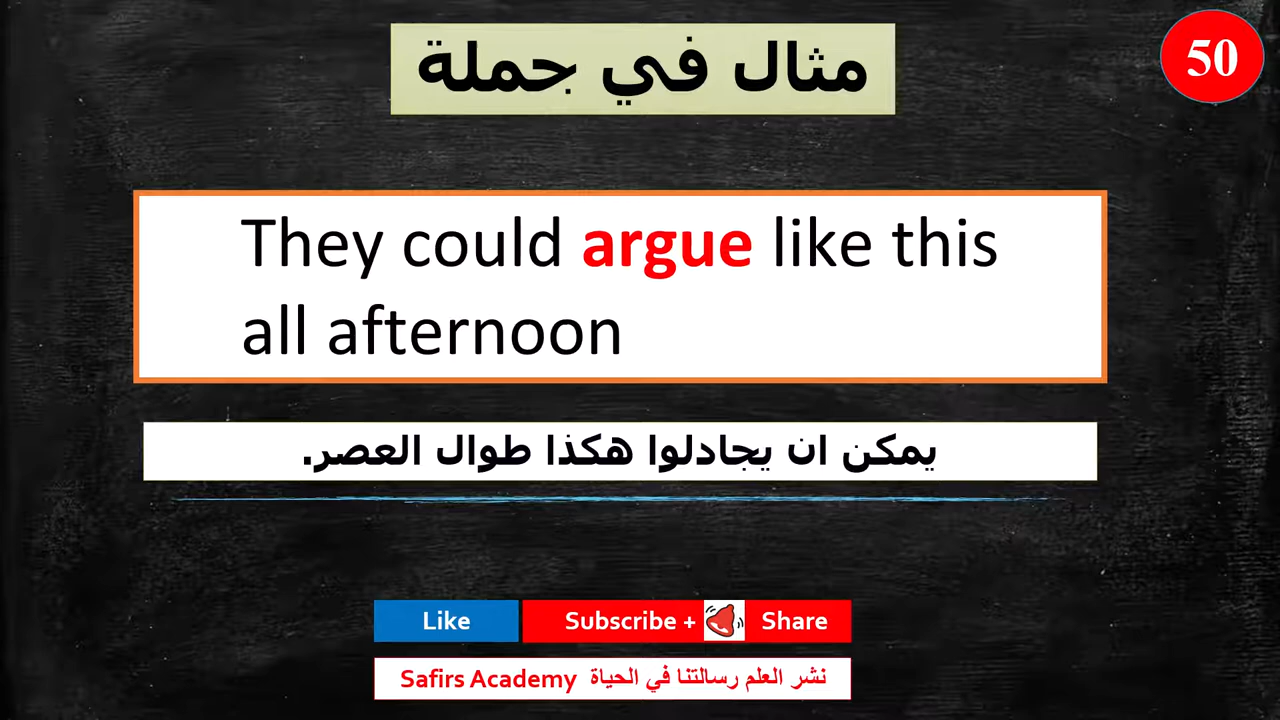 مثال في جملة
50
They could argue like this
all afternoon
يمكن ان يجادلوا هكذا طوال العصر.
Like Subscribe + Share
Safirs Academy نشر العلم رسالتنا في الحياة